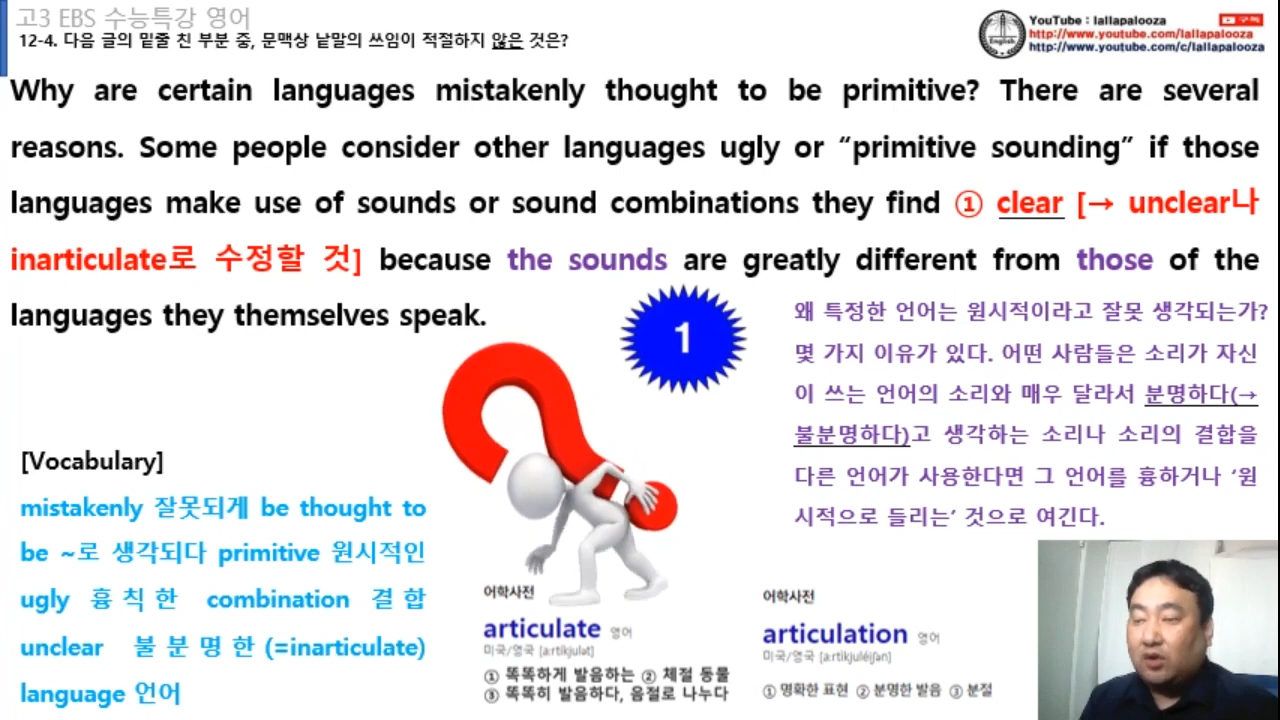 고3 EBS 수능특강 영어
12-4. 다음 글의 밑줄 친 부분 중, 문맥상 낱말의 쓰임이 적절하지 않은 것은?
YouTube : lallapalooza
구독
http://www.youtube.com/lallapalooza
http://www.youtube.com/c/lallapalooza
English
Why are certain languages mistakenly thought to be primitive? There are several
reasons. Some people consider other languages ugly or “primitive sounding” if those
languages make use of sounds or sound combinations they find ① clear [→ unclear나
inarticulate로 수정할 것] because the sounds are greatly different from those of the
languages they themselves speak.
1
왜 특정한 언어는 원시적이라고 잘못 생각되는가?
몇 가지 이유가 있다. 어떤 사람들은 소리가 자신
이 쓰는 언어의 소리와 매우 달라서 분명하다(→
불분명하다)고 생각하는 소리나 소리의 결합을
다른 언어가 사용한다면 그 언어를 흉하거나 ‘원
시적으로 들리는’ 것으로 여긴다.
[Vocabulary]
mistakenly 잘못되게 be thought to
be ~로 생각되다 primitive 원시적인
ugly 흉칙한 combination 결합
unclear 불분명한(=inarticulate)
language 언어
어학사전
articulate 영어
미국/영국 [ɑːrtíkjulət]
① 똑똑하게 발음하는 ② 체절 동물
③ 똑똑히 발음하다, 음절로 나누다
어학사전
articulation 영어
미국/영국 [ɑːrtìkjuléiʃən]
① 명확한 표현 ② 분명한 발음 ③ 분절